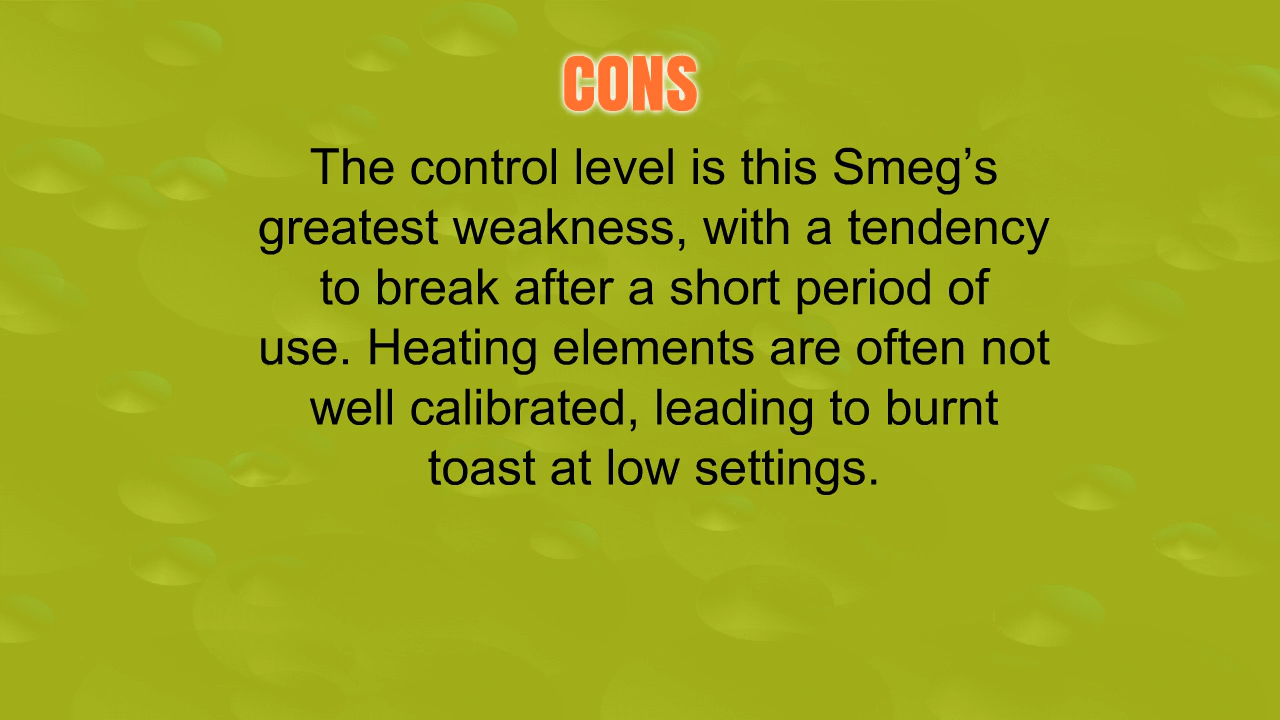 CONS
The control level is this Smeg’s
greatest weakness, with a tendency
to break after a short period of
use. Heating elements are often not
well calibrated, leading to burnt
toast at low settings.